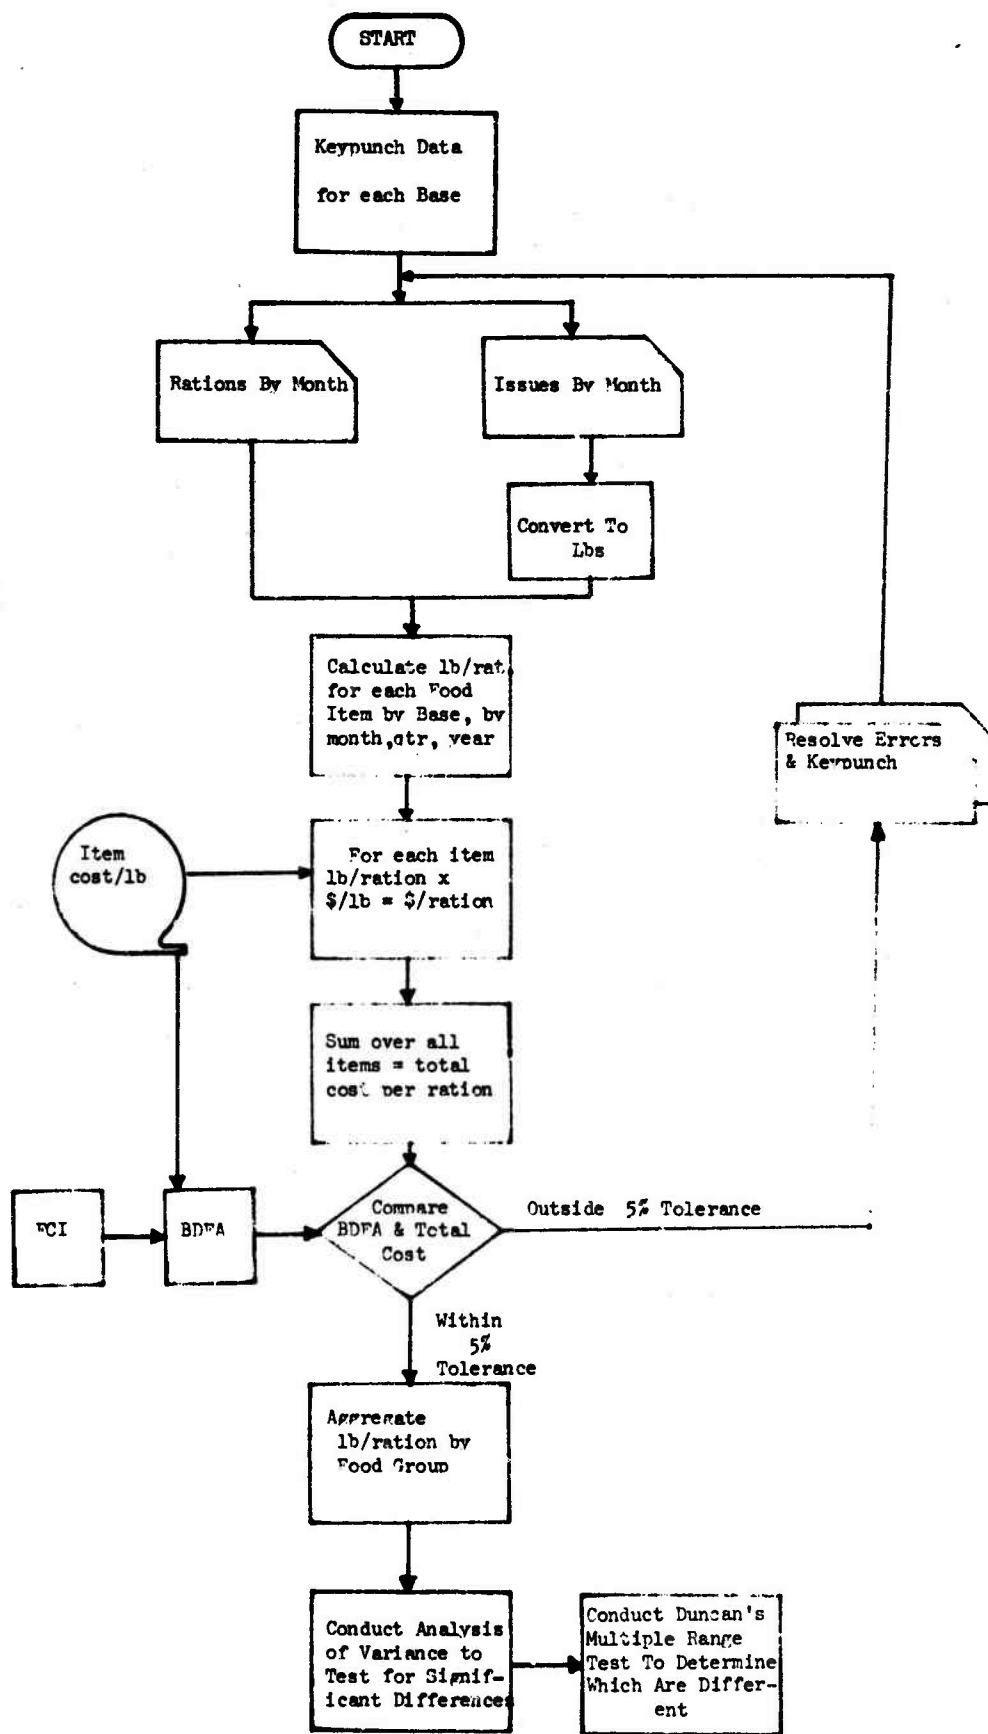 START
Keypunch Data
for each Base
Rations By Month
Issues By Month
Convert To
Lbs
Calculate lb/rat.
for each Food
Item by Base, by
month,qtr, year
Resolve Errors
& Keypunch
Item
cost/lb
For each item
lb/ration x
$/lb = $/ration
Sum over all
items = total
cost per ration
FCI
BDFA
Compare
BDFA & Total
Cost
Outside 5% Tolerance
Within
5%
Tolerance
Aggregate
lb/ration by
Food Group
Conduct Analysis
of Variance to
Test for Signif-
icant Differences
Conduct Duncan's
Multiple Range
Test To Determine
Which Are Differ-
ent